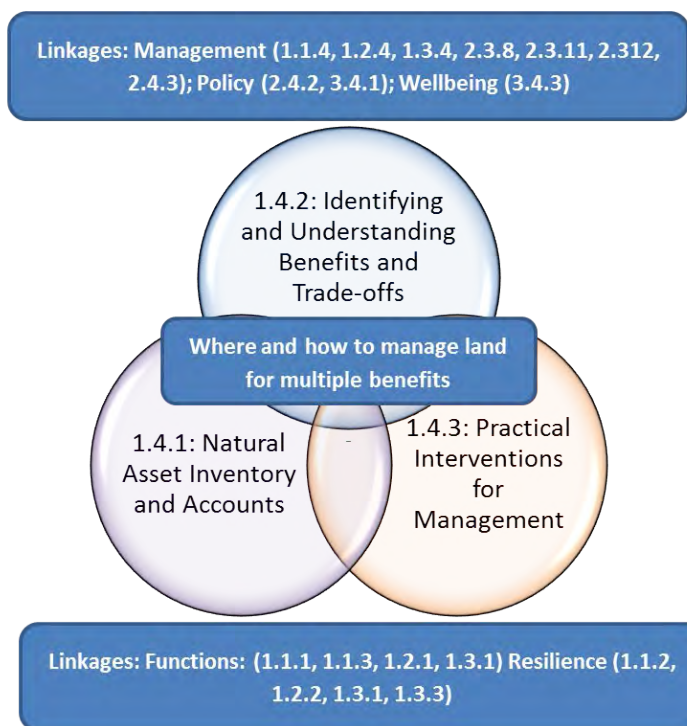 Linkages: Management (1.1.4, 1.2.4, 1.3.4, 2.3.8, 2.3.11, 2.312,
2.4.3); Policy (2.4.2, 3.4.1); Wellbeing (3.4.3)
1.4.2: Identifying
and Understanding
Benefits and
Trade-offs
Where and how to manage land
for multiple benefits
1.4.1: Natural
Asset Inventory
and Accounts
1.4.3: Practical
Interventions
for
Management
Linkages: Functions: (1.1.1, 1.1.3, 1.2.1, 1.3.1) Resilience (1.1.2,
1.2.2, 1.3.1, 1.3.3)